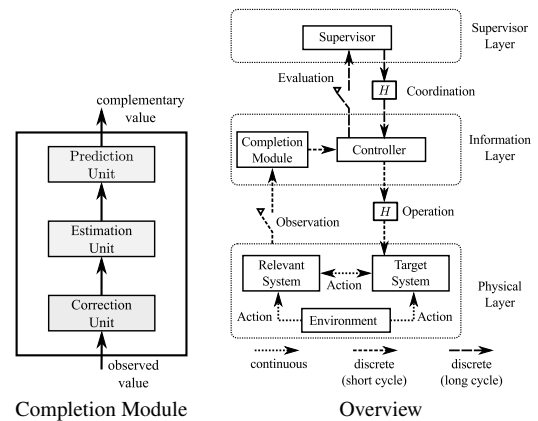 complementary
value
Prediction
Unit
Estimation
Unit
Correction
Unit
observed
value
Completion Module
Supervisor
Supervisor
Layer
Evaluation
H
Coordination
Completion
Module
Controller
Information
Layer
Observation
H
Operation
Relevant
System
Target
System
Action
Physical
Layer
Action
Environment
Action
continuous
discrete
(short cycle)
discrete
(long cycle)
Overview